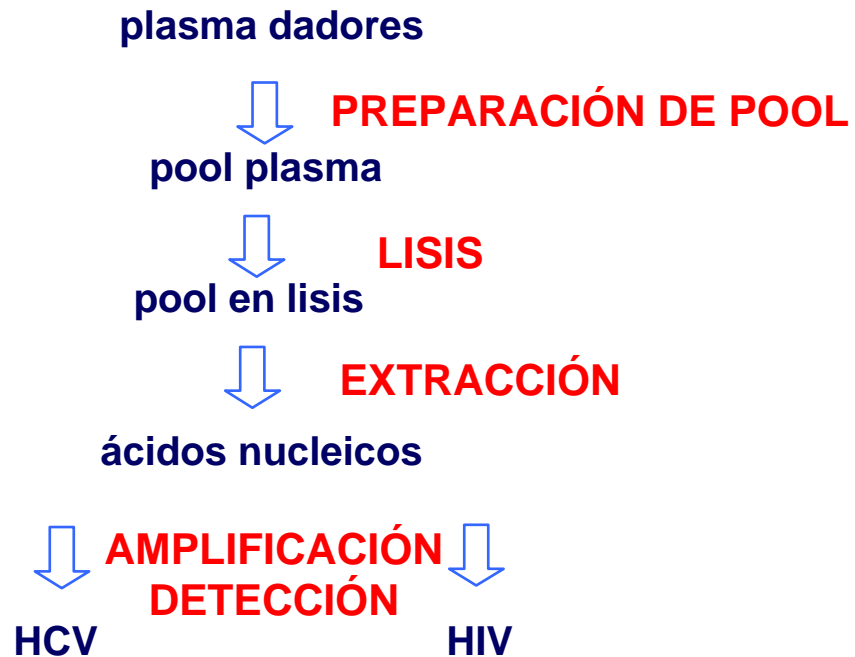 plasma dadores
PREPARACIÓN DE POOL
pool plasma
LISIS
pool en lisis
EXTRACCIÓN
ácidos nucleicos
AMPLIFICACIÓN
DETECCIÓN
HCV HIV